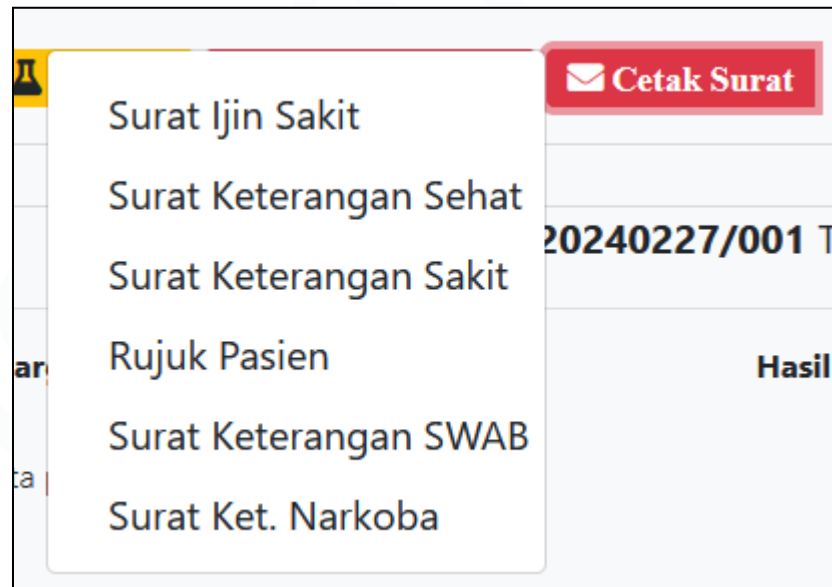 Cetak Surat
Surat Ijin Sakit
Surat Keterangan Sehat
20240227/001 T
Surat Keterangan Sakit
Rujuk Pasien
Hasil
Surat Keterangan SWAB
Surat Ket. Narkoba